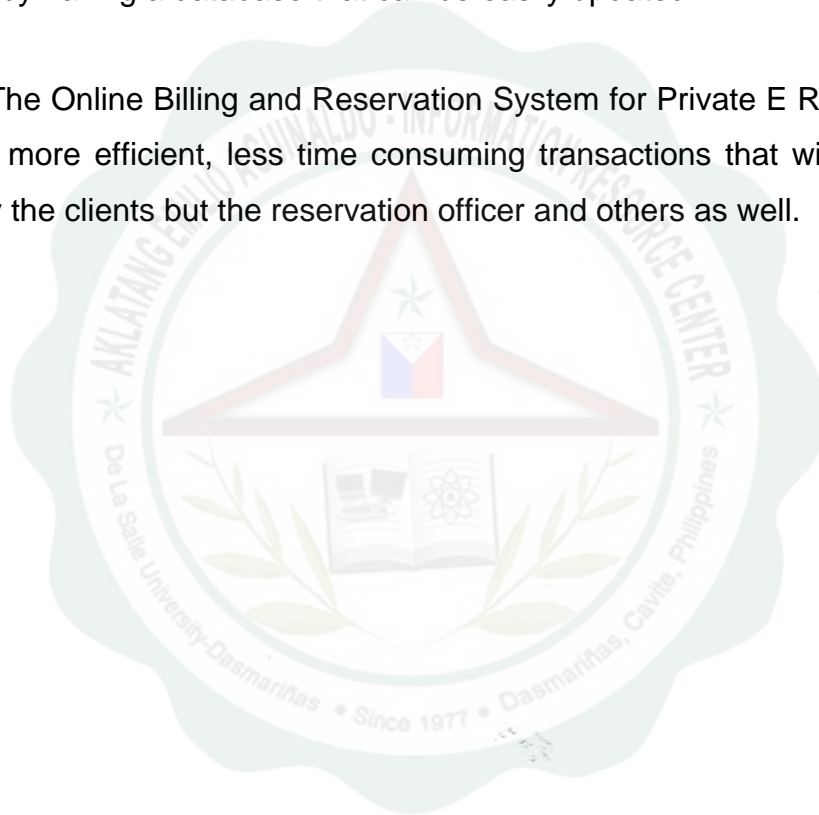 The Online Billing and Reservation System for Private E R
more efficient, less time consuming transactions that wi
the clients but the reservation officer and others as well.
AKLATANG EMILIO AGUINALDO - INFORMATION RESOURCE CENTER
De La Salle University-Dasmariñas • Since 1977 • Dasmariñas, Cavite, Philippines